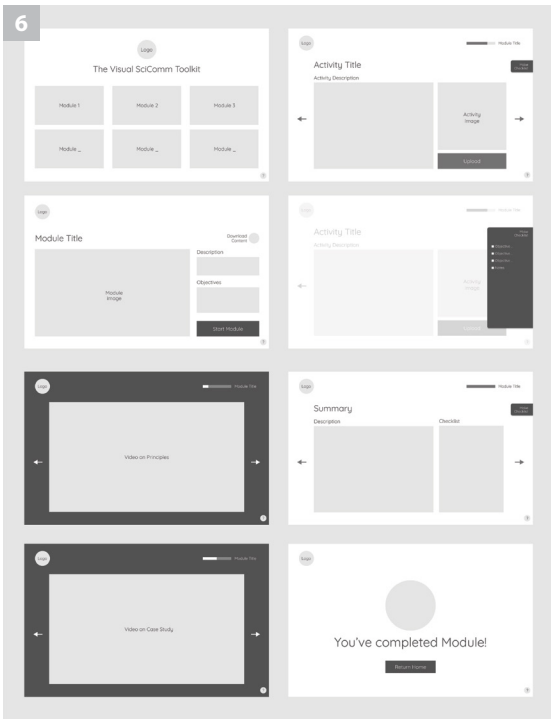 6
Logo
The Visual SciComm Toolkit
Module 1
Module 2
Module 3
Module _
Module _
Module _
?
Logo
Module Title
Activity Title
Activity Description
Activity
Image
Upload
?
Logo
Module Title
Download
Content
Module
Image
Description
Objectives
Start Module
?
Logo
Module Title
Activity Title
Activity Description
Activity
Image
Upload
?
Logo
Module Title
Video on Principles
?
Logo
Module Title
Summary
Description
Checklist
?
Logo
Module Title
Video on Case Study
?
Logo
You've completed Module!
Return Home
?